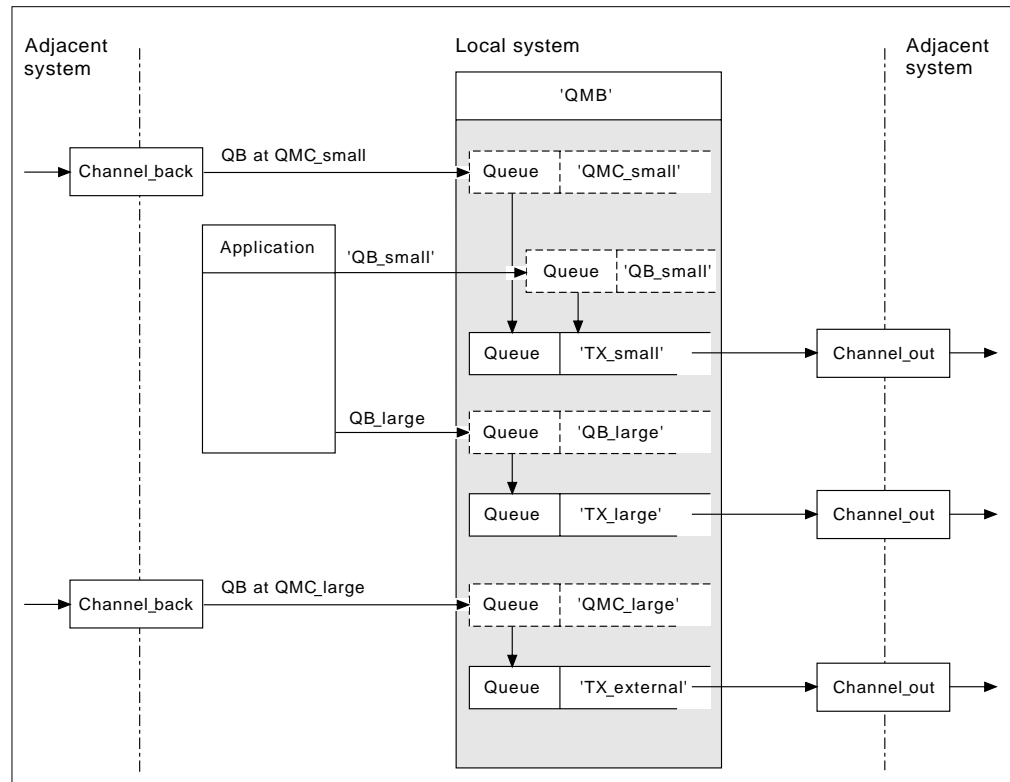 Adjacent
system
Local system
Adjacent
system
'QMB'
Channel_back
QB at QMC_small
Queue
'QMC_small'
Application
'QB_small'
Queue
'QB_small'
Queue
'TX_small'
Channel_out
QB_large
Queue
'QB_large'
Queue
'TX_large'
Channel_out
Channel_back
QB at QMC_large
Queue
'QMC_large'
Queue
'TX_external'
Channel_out